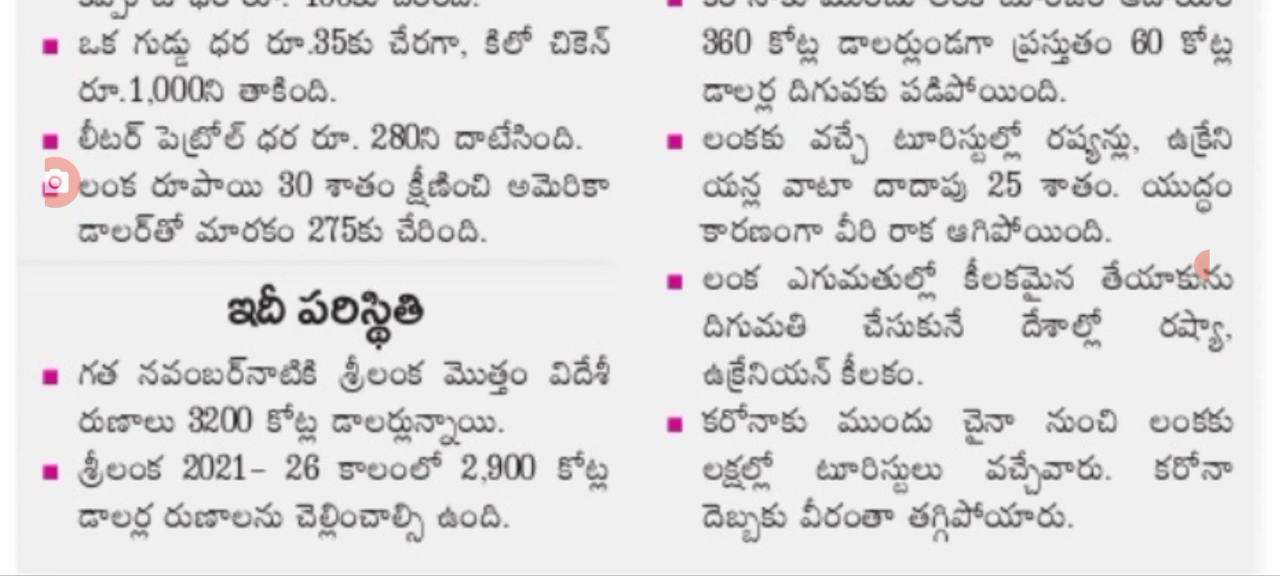 ఒక గుడ్డు ధర రూ.35కు చేరగా, కిలో చికెన్
రూ.1,000ని తాకింది.
లీటర్ పెట్రోల్ ధర రూ. 280ని దాటేసింది.
లంక రూపాయి 30 శాతం క్షీణించి అమెరికా
డాలర్‌తో మారకం 275కు చేరింది.
ఇదీ పరిస్థితి
గత నవంబర్‌నాటికి శ్రీలంక మొత్తం విదేశీ
రుణాలు 3200 కోట్ల డాలర్లున్నాయి.
శ్రీలంక 2021– 26 కాలంలో 2,900 కోట్ల
డాలర్ల రుణాలను చెల్లించాల్సి ఉంది.
360 కోట్ల డాలర్లుండగా ప్రస్తుతం 60 కోట్ల
డాలర్ల దిగువకు పడిపోయింది.
లంకకు వచ్చే టూరిస్టుల్లో రష్యన్లు, ఉక్రేని
యన్ల వాటా దాదాపు 25 శాతం. యుద్ధం
కారణంగా వీరి రాక ఆగిపోయింది.
లంక ఎగుమతుల్లో కీలకమైన తేయాకును
దిగుమతి చేసుకునే దేశాల్లో రష్యా,
ఉక్రేనియన్ కీలకం.
కరోనాకు ముందు చైనా నుంచి లంకకు
లక్షల్లో టూరిస్టులు వచ్చేవారు. కరోనా
దెబ్బకు వీరంతా తగ్గిపోయారు.